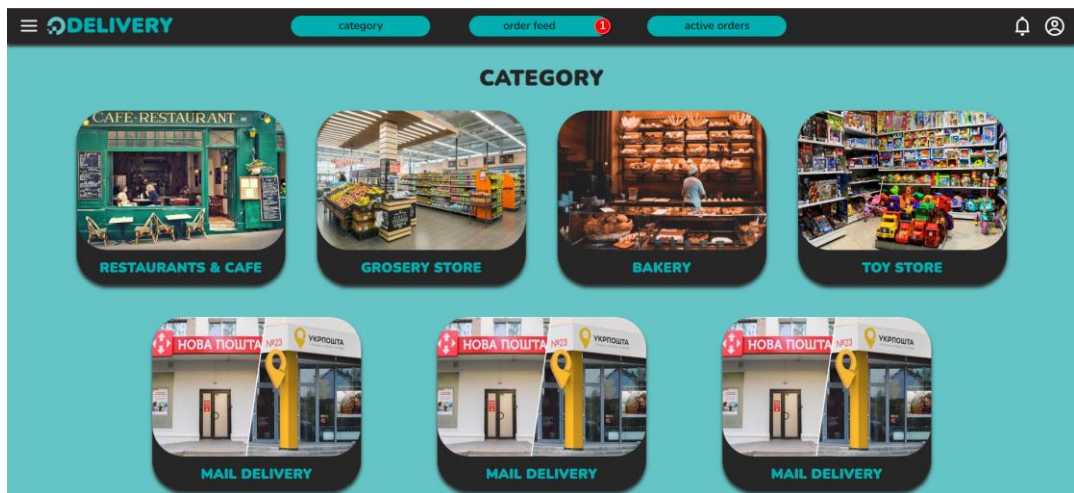 DELIVERY
category
order feed
1
active orders
CATEGORY
CAFE-RESTAURANT
RESTAURANTS & CAFE
GROSERY STORE
BAKERY
TOY STORE
НОВА ПОШТА
№23
УКРПОШТА
НОВА ПОШТА
№23
УКРПОШТА
НОВА ПОШТА
№23
УКРПОШТА
MAIL DELIVERY
MAIL DELIVERY
MAIL DELIVERY